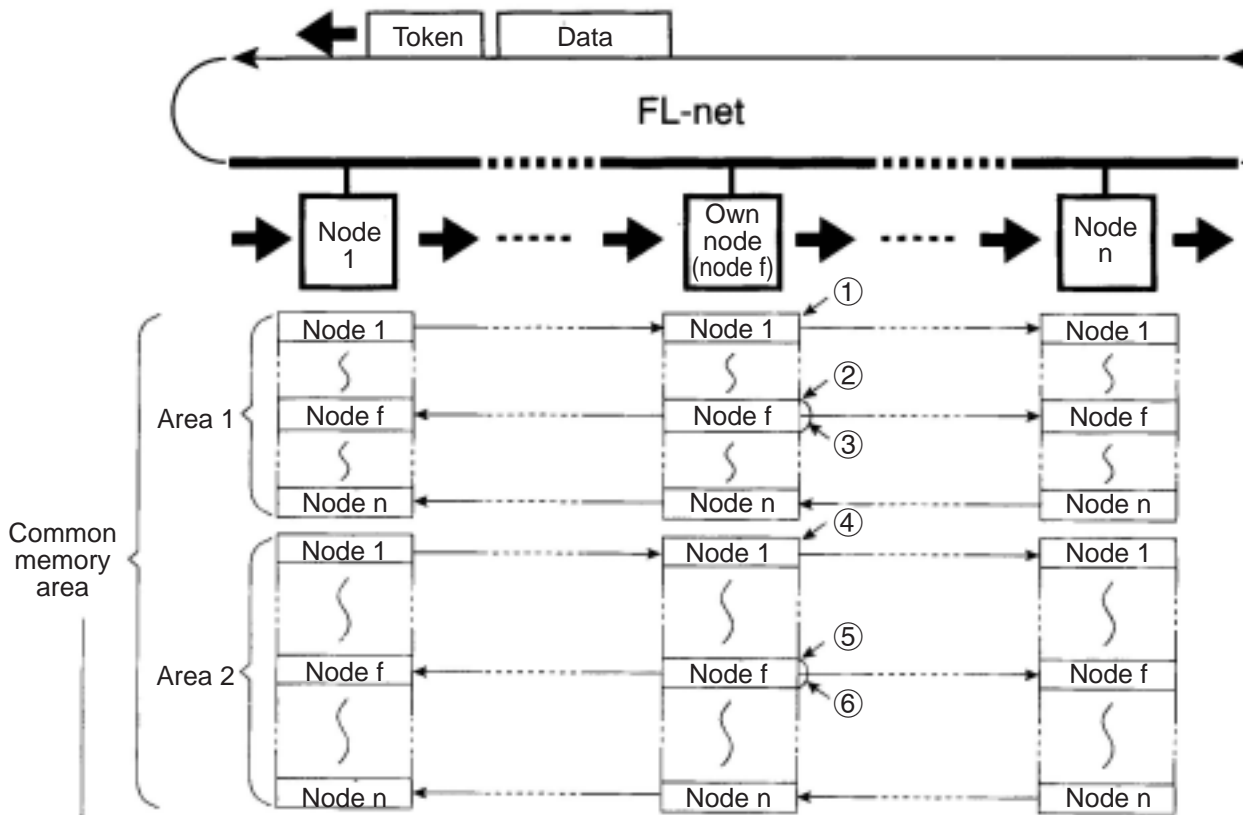 Token Data
FL-net
Node
1
Own
node
(node f)
Node
n
①
Node 1 Node 1 Node 1
②
Area 1 Node f Node f Node f
③
Node n Node n Node n
Common
memory
area
④
Node 1 Node 1 Node 1
⑤
Area 2 Node f Node f Node f
⑥
Node n Node n Node n